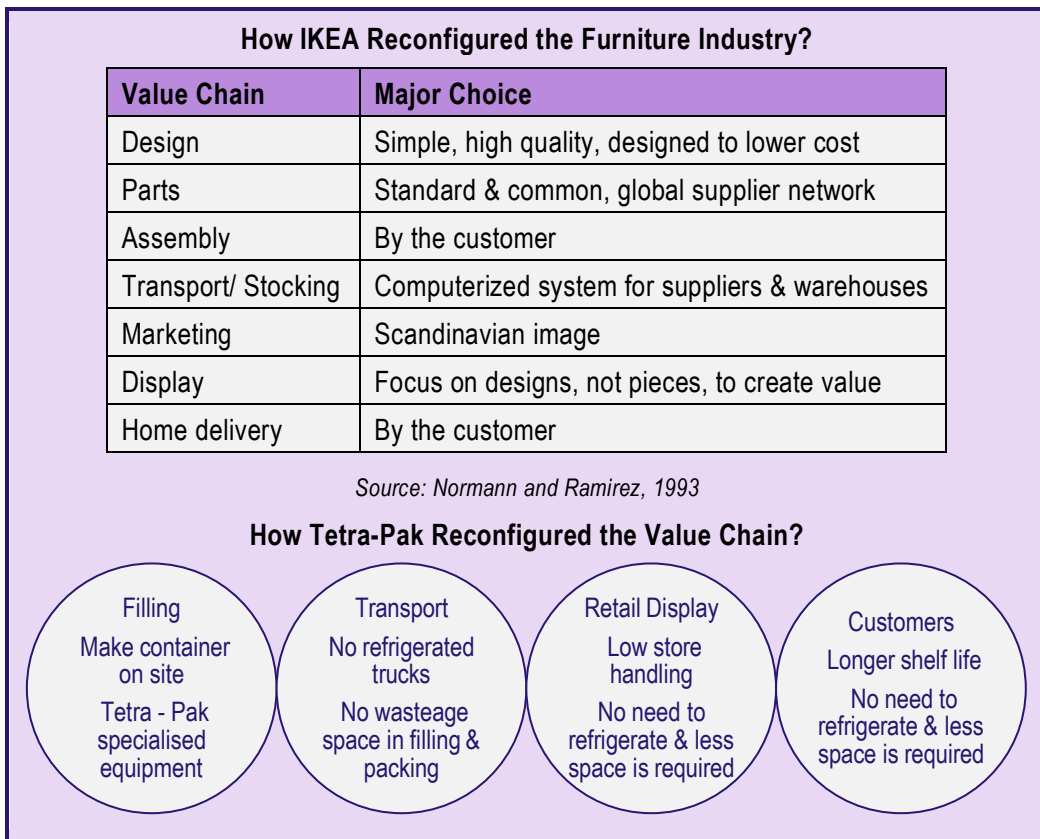 How IKEA Reconfigured the Furniture Industry?
Value Chain Major Choice
Design Simple, high quality, designed to lower cost
Parts Standard & common, global supplier network
Assembly By the customer
Transport/ Stocking Computerized system for suppliers & warehouses
Marketing Scandinavian image
Display Focus on designs, not pieces, to create value
Home delivery By the customer
Source: Normann and Ramirez, 1993
How Tetra-Pak Reconfigured the Value Chain?
Filling
Make container
on site
Tetra - Pak
specialised
equipment
Transport
No refrigerated
trucks
No wasteage
space in filling &
packing
Retail Display
Low store
handling
No need to
refrigerate & less
space is required
Customers
Longer shelf life
No need to
refrigerate & less
space is required